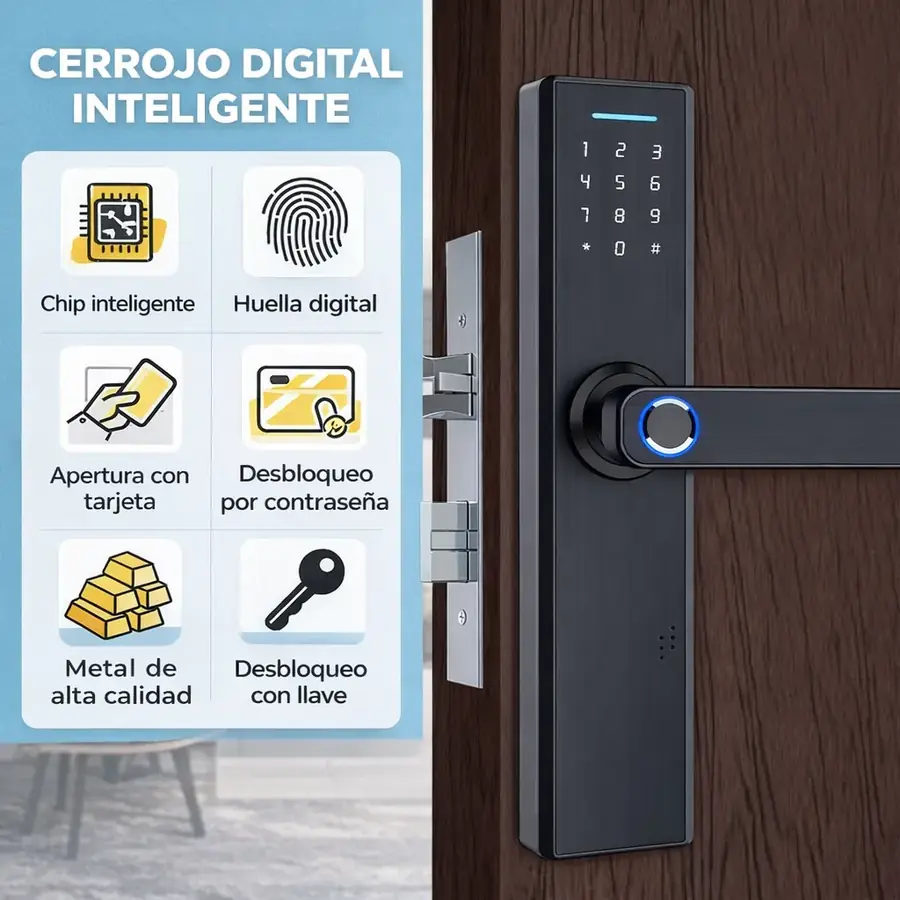 CERROJO DIGITAL
INTELIGENTE
Chip inteligente
Huella digital
Apertura con
tarjeta
Desbloqueo
por contraseña
Metal de
alta calidad
Desbloqueo
con llave
1 2 3
4 5 6
7 8 9
* 0 #